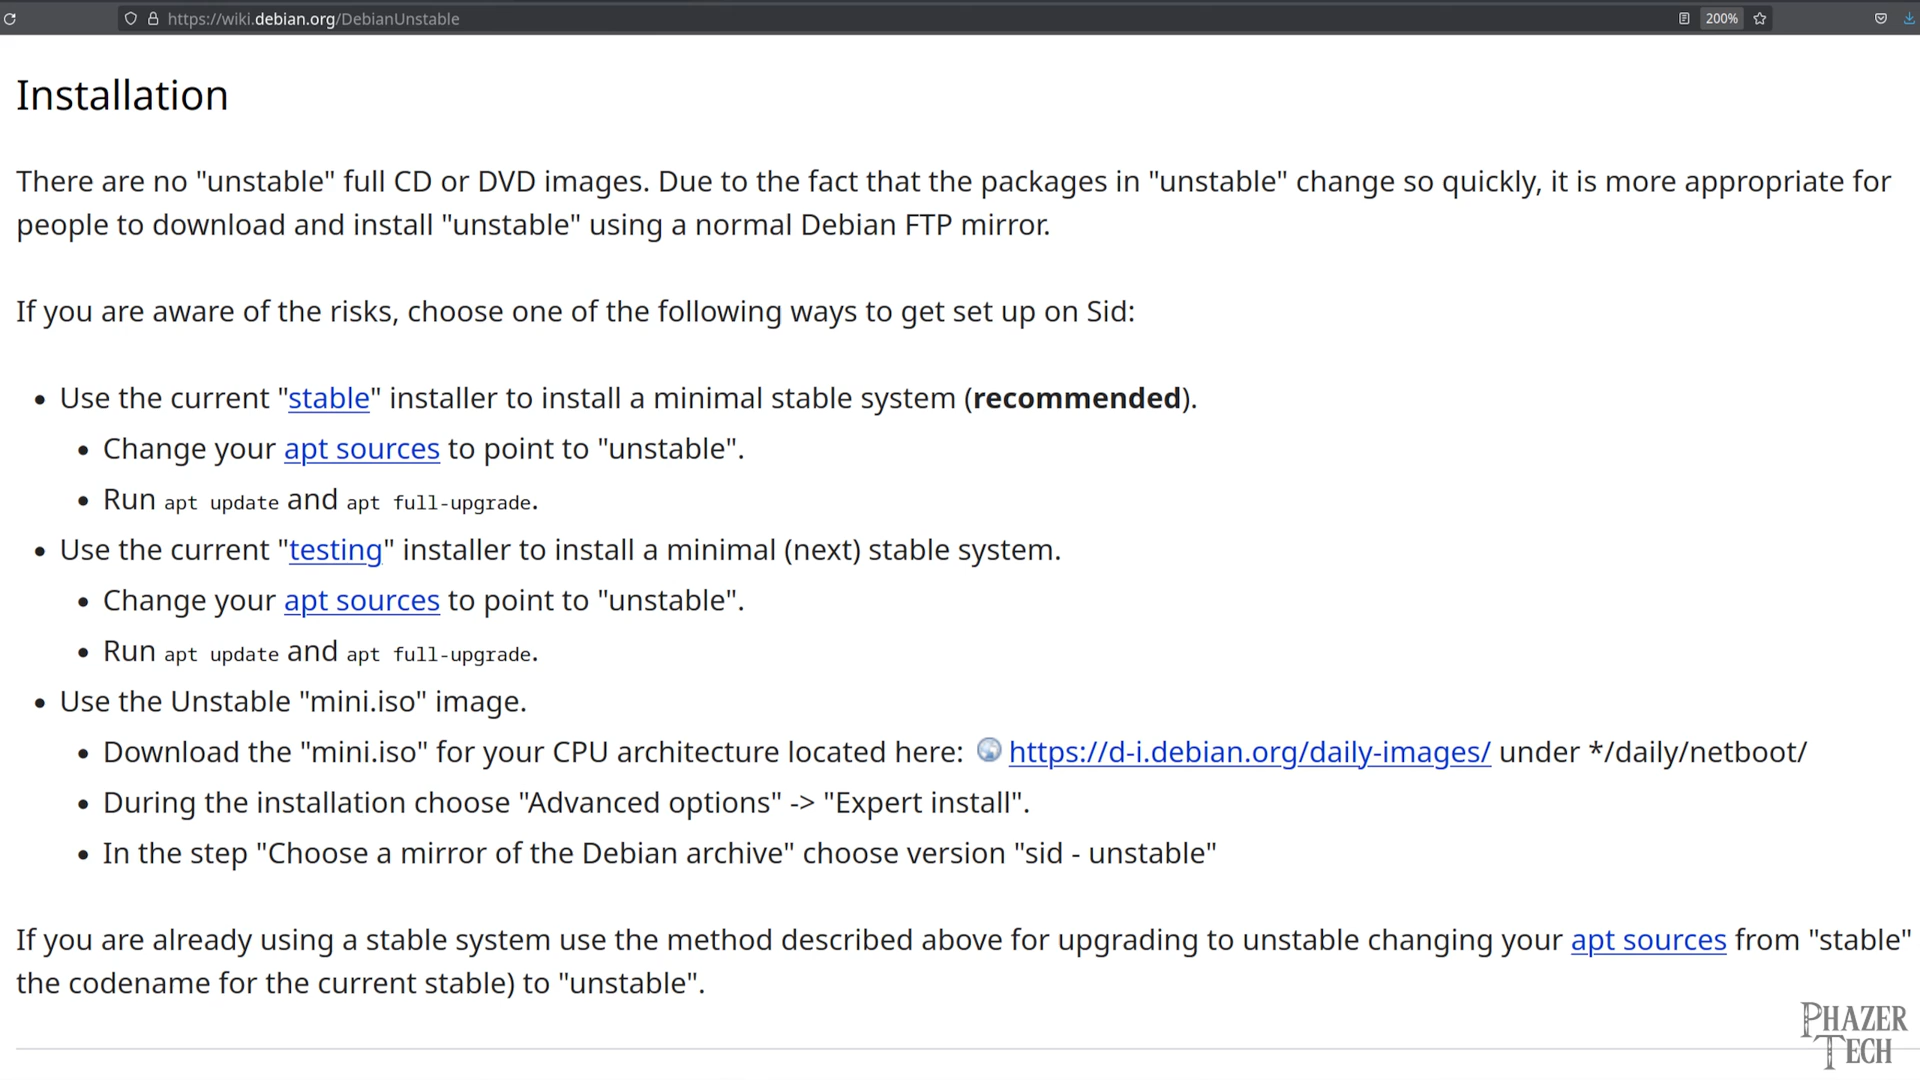 https://wiki.debian.org/DebianUnstable
200%
Installation
There are no "unstable" full CD or DVD images. Due to the fact that the packages in "unstable" change so quickly, it is more appropriate for
people to download and install "unstable" using a normal Debian FTP mirror.
If you are aware of the risks, choose one of the following ways to get set up on Sid:
• Use the current "stable" installer to install a minimal stable system (recommended).
• Change your apt sources to point to "unstable".
• Run apt update and apt full-upgrade.
• Use the current "testing" installer to install a minimal (next) stable system.
• Change your apt sources to point to "unstable".
• Run apt update and apt full-upgrade.
• Use the Unstable "mini.iso" image.
• Download the "mini.iso" for your CPU architecture located here: https://d-i.debian.org/daily-images/ under */daily/netboot/
• During the installation choose "Advanced options" -> "Expert install".
• In the step "Choose a mirror of the Debian archive" choose version "sid - unstable"
If you are already using a stable system use the method described above for upgrading to unstable changing your apt sources from "stable"
the codename for the current stable) to "unstable".
PHAZER
TECH